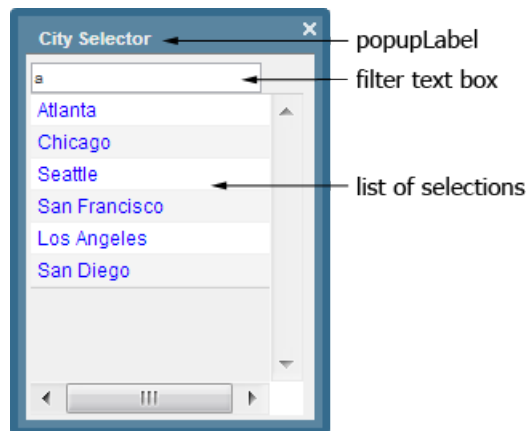 City Selector
popupLabel
a
filter text box
Atlanta
Chicago
Seattle
list of selections
San Francisco
Los Angeles
San Diego